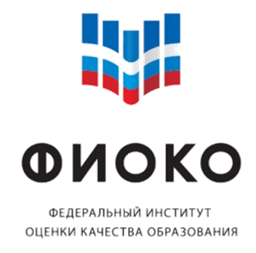 ФИОКО
ФЕДЕРАЛЬНЫЙ ИНСТИТУТ
ОЦЕНКИ КАЧЕСТВА ОБРАЗОВАНИЯ